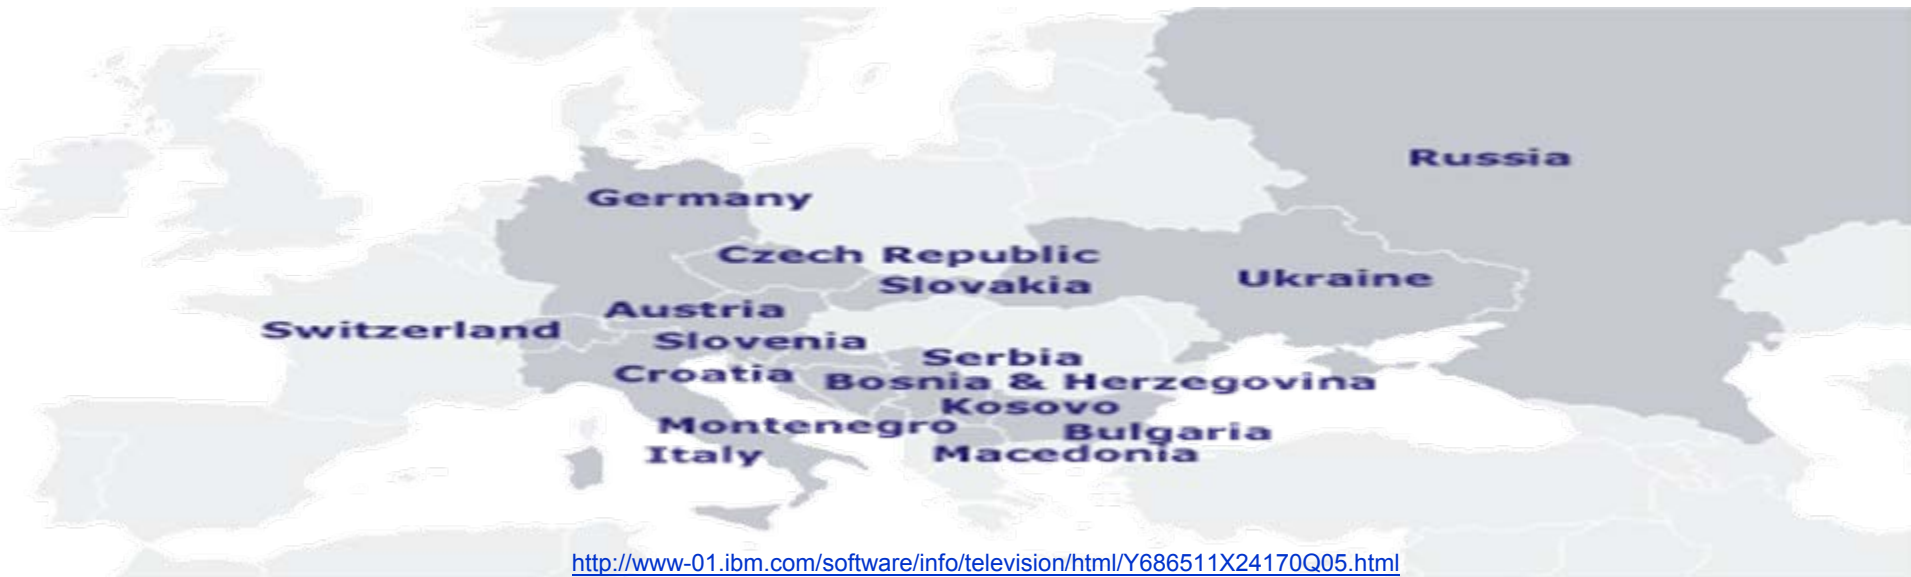 Russia
Germany
Czech Republic
Ukraine
Slovakia
Austria
Switzerland
Slovenia
Serbia
Croatia
Bosnia & Herzegovina
Kosovo
Montenegro
Bulgaria
Italy
Macedonia
http://www-01.ibm.com/software/info/television/html/Y686511X24170Q05.html